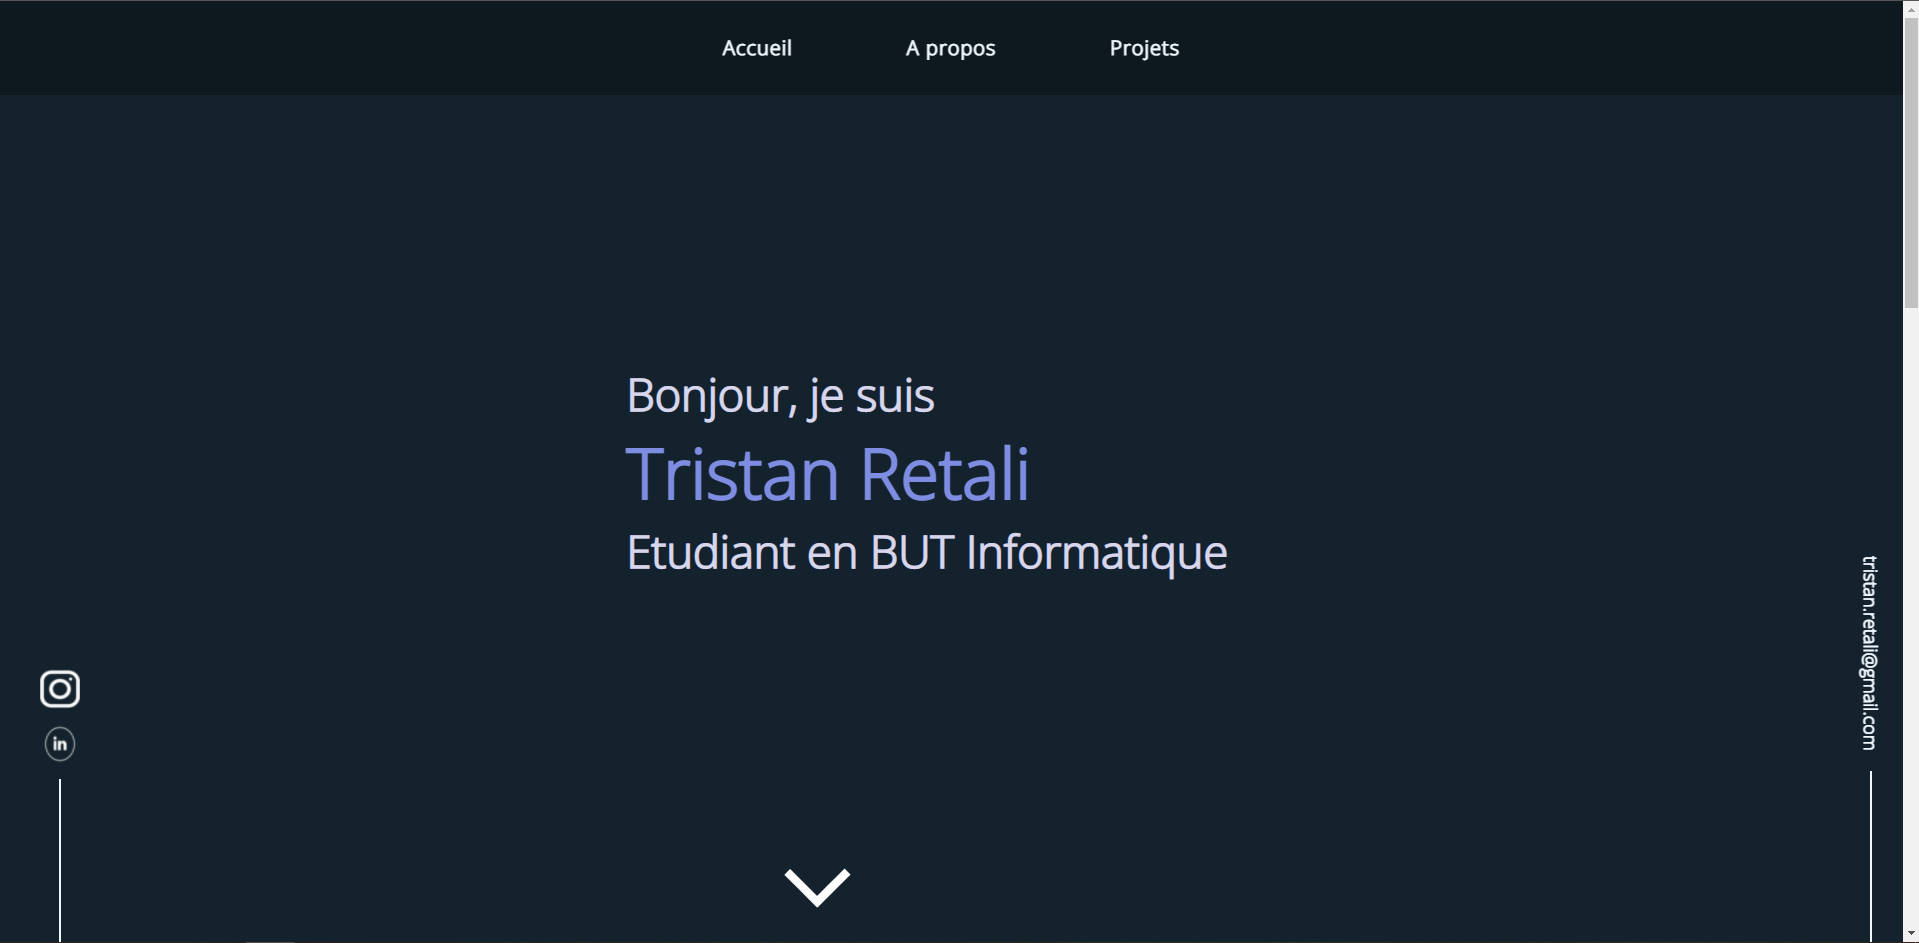 Accueil
A propos
Projets
Bonjour, je suis
Tristan Retali
Etudiant en BUT Informatique
in
tristan.retali@gmail.com